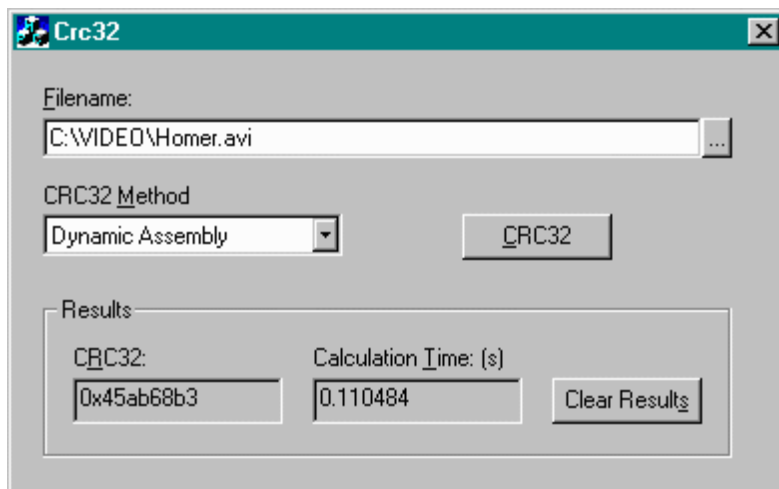 Crc32
Filename:
C:\VIDEO\Homer.avi
...
CRC32 Method
Dynamic Assembly
CRC32
Results
CRC32:
Calculation Time: (s)
0x45ab68b3
0.110484
Clear Results